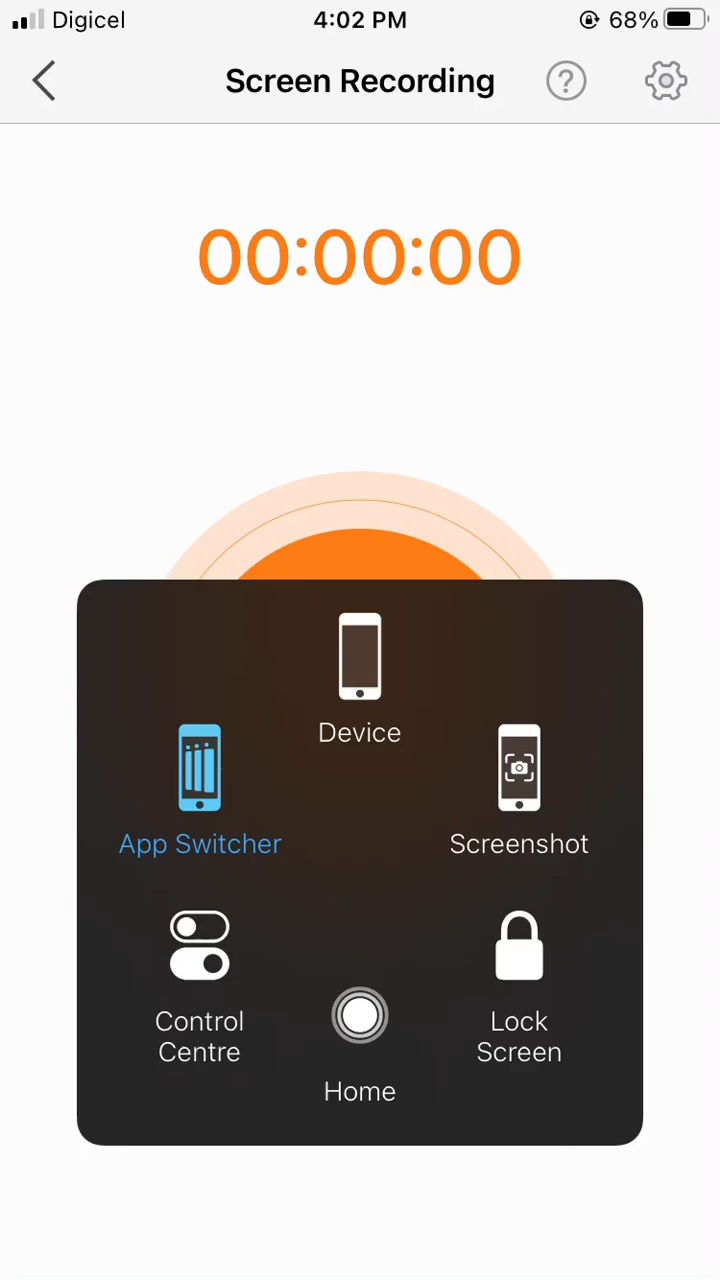 Digicel 4:02 PM 68%
Screen Recording ?
00:00:00
Device
App Switcher
Screenshot
Control
Centre
Lock
Screen
Home